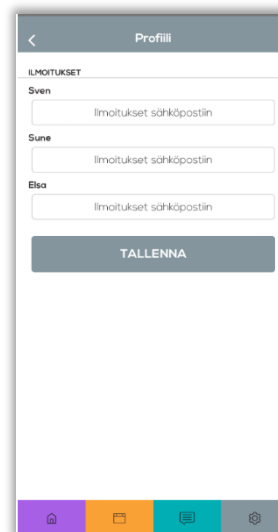 Profiili
ILMOITUKSET
Sven
Ilmoitukset sähköpostiin
Sune
Ilmoitukset sähköpostiin
Elsa
Ilmoitukset sähköpostiin
TALLENNA